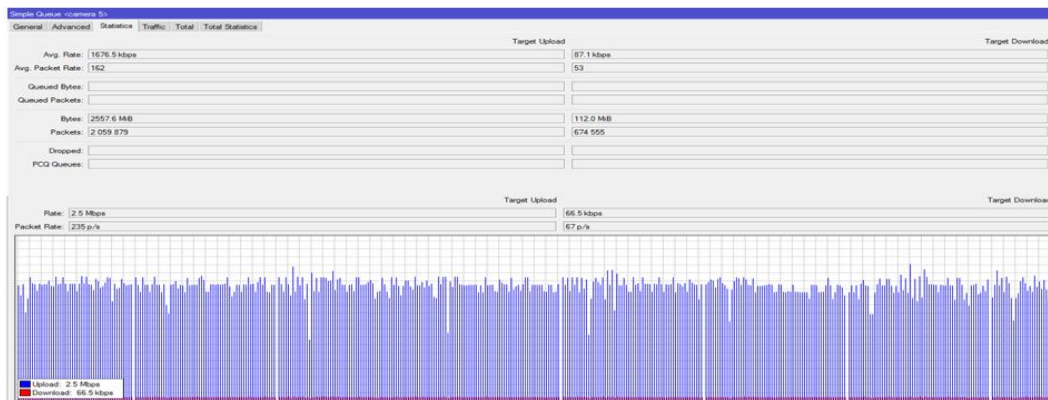 Simple Queue <camera 5>
General Advanced Statistics Traffic Total Total Statistics
Target Upload Target Download
Avg. Rate: 1676.5 kbps 87.1 kbps
Avg. Packet Rate: 162 53
Queued Bytes:
Queued Packets:
Bytes: 2557.6 MiB 112.0 MiB
Packets: 2 059 879 674 555
Dropped:
PCQ Queues:
Target Upload Target Download
Rate: 2.5 Mbps 66.5 kbps
Packet Rate: 235 p/s 67 p/s
Upload: 2.5 Mbps
Download: 66.5 kbps